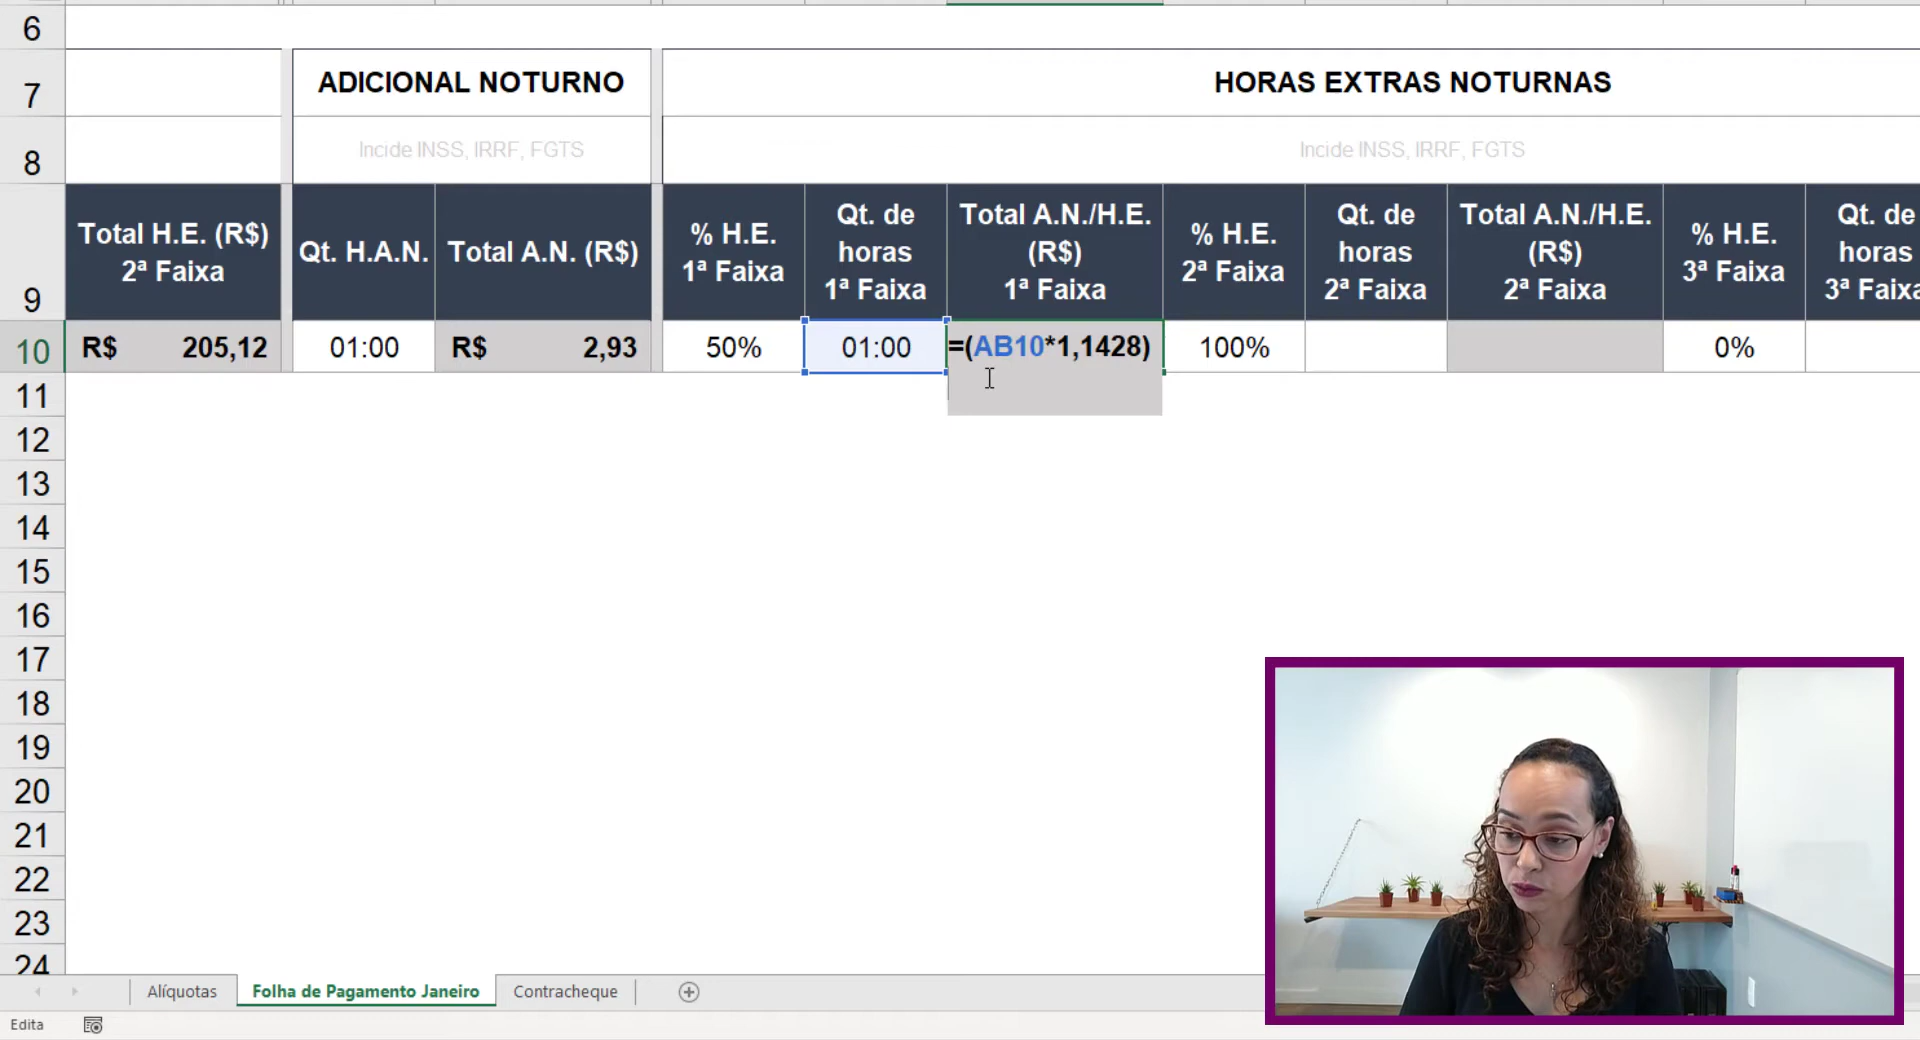 6
7
ADICIONAL NOTURNO
HORAS EXTRAS NOTURNAS
8
Incide INSS, IRRF, FGTS
Incide INSS, IRRF, FGTS
9
Total H.E. (R$)
2ª Faixa
Qt. H.A.N.
Total A.N. (R$)
% H.E.
1ª Faixa
Qt. de
horas
1ª Faixa
Total A.N./H.E.
(R$)
1ª Faixa
% H.E.
2ª Faixa
Qt. de
horas
2ª Faixa
Total A.N./H.E.
(R$)
2ª Faixa
% H.E.
3ª Faixa
Qt. de
horas
3ª Faixa
10
R$ 205,12
01:00
R$ 2,93
50%
01:00
=(AB10*1,1428)
100%
0%
11
12
13
14
15
16
17
18
19
20
21
22
23
24
Alíquotas
Folha de Pagamento Janeiro
Contracheque
Edita